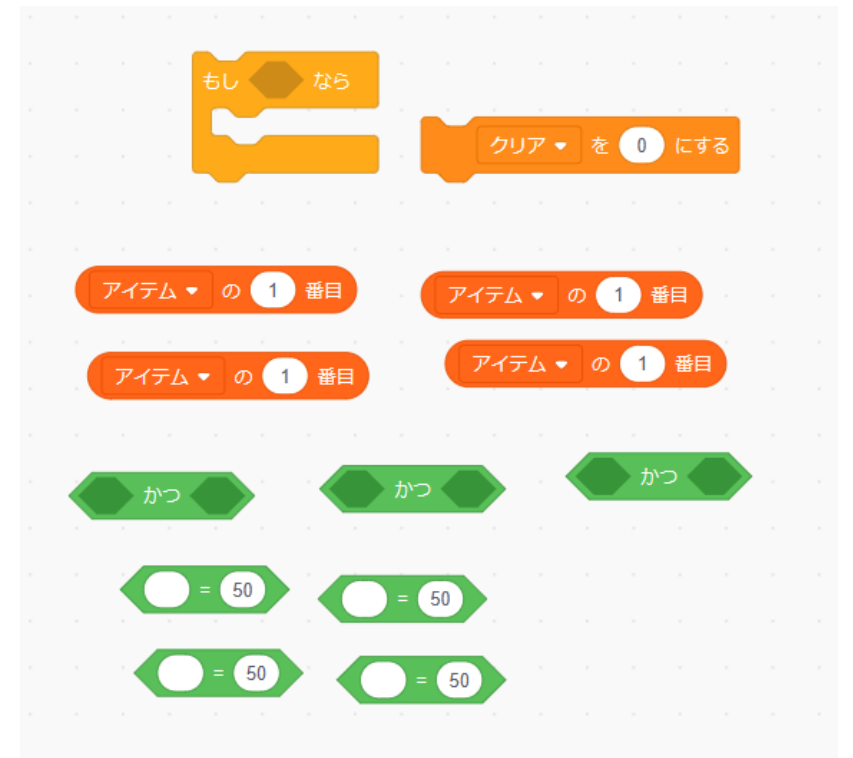 もし なら
クリア を 0 にする
アイテム の 1 番目
アイテム の 1 番目
アイテム の 1 番目
アイテム の 1 番目
かつ
かつ
かつ
= 50
= 50
= 50
= 50